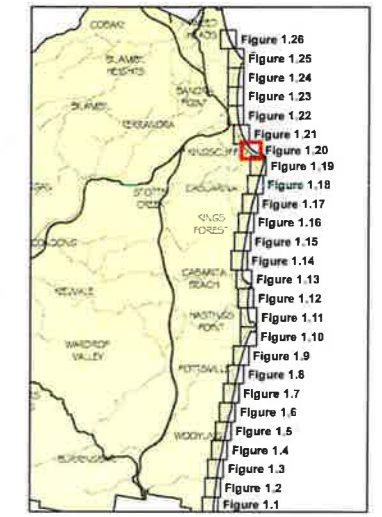 COBAKI
HEADS
Figure 1.26
Figure 1.25
BILAMBIL
HEIGHTS
Figure 1.24
Figure 1.23
BILAMBIL
BANORA
POINT
Figure 1.22
TERRANORA
Figure 1.21
KINGSCLIFF
Figure 1.20
Figure 1.19
CASUARINA
Figure 1.18
STOTTS
CREEK
Figure 1.17
KINGS
FOREST
Figure 1.16
Figure 1.15
Figure 1.14
CABARITA
BEACH
Figure 1.13
Figure 1.12
HASTINGS
POINT
Figure 1.11
Figure 1.10
WARDROP
VALLEY
Figure 1.9
POTTSVILLE
Figure 1.8
Figure 1.7
Figure 1.6
WOOYUNG
Figure 1.5
Figure 1.4
Figure 1.3
Figure 1.2
Figure 1.1